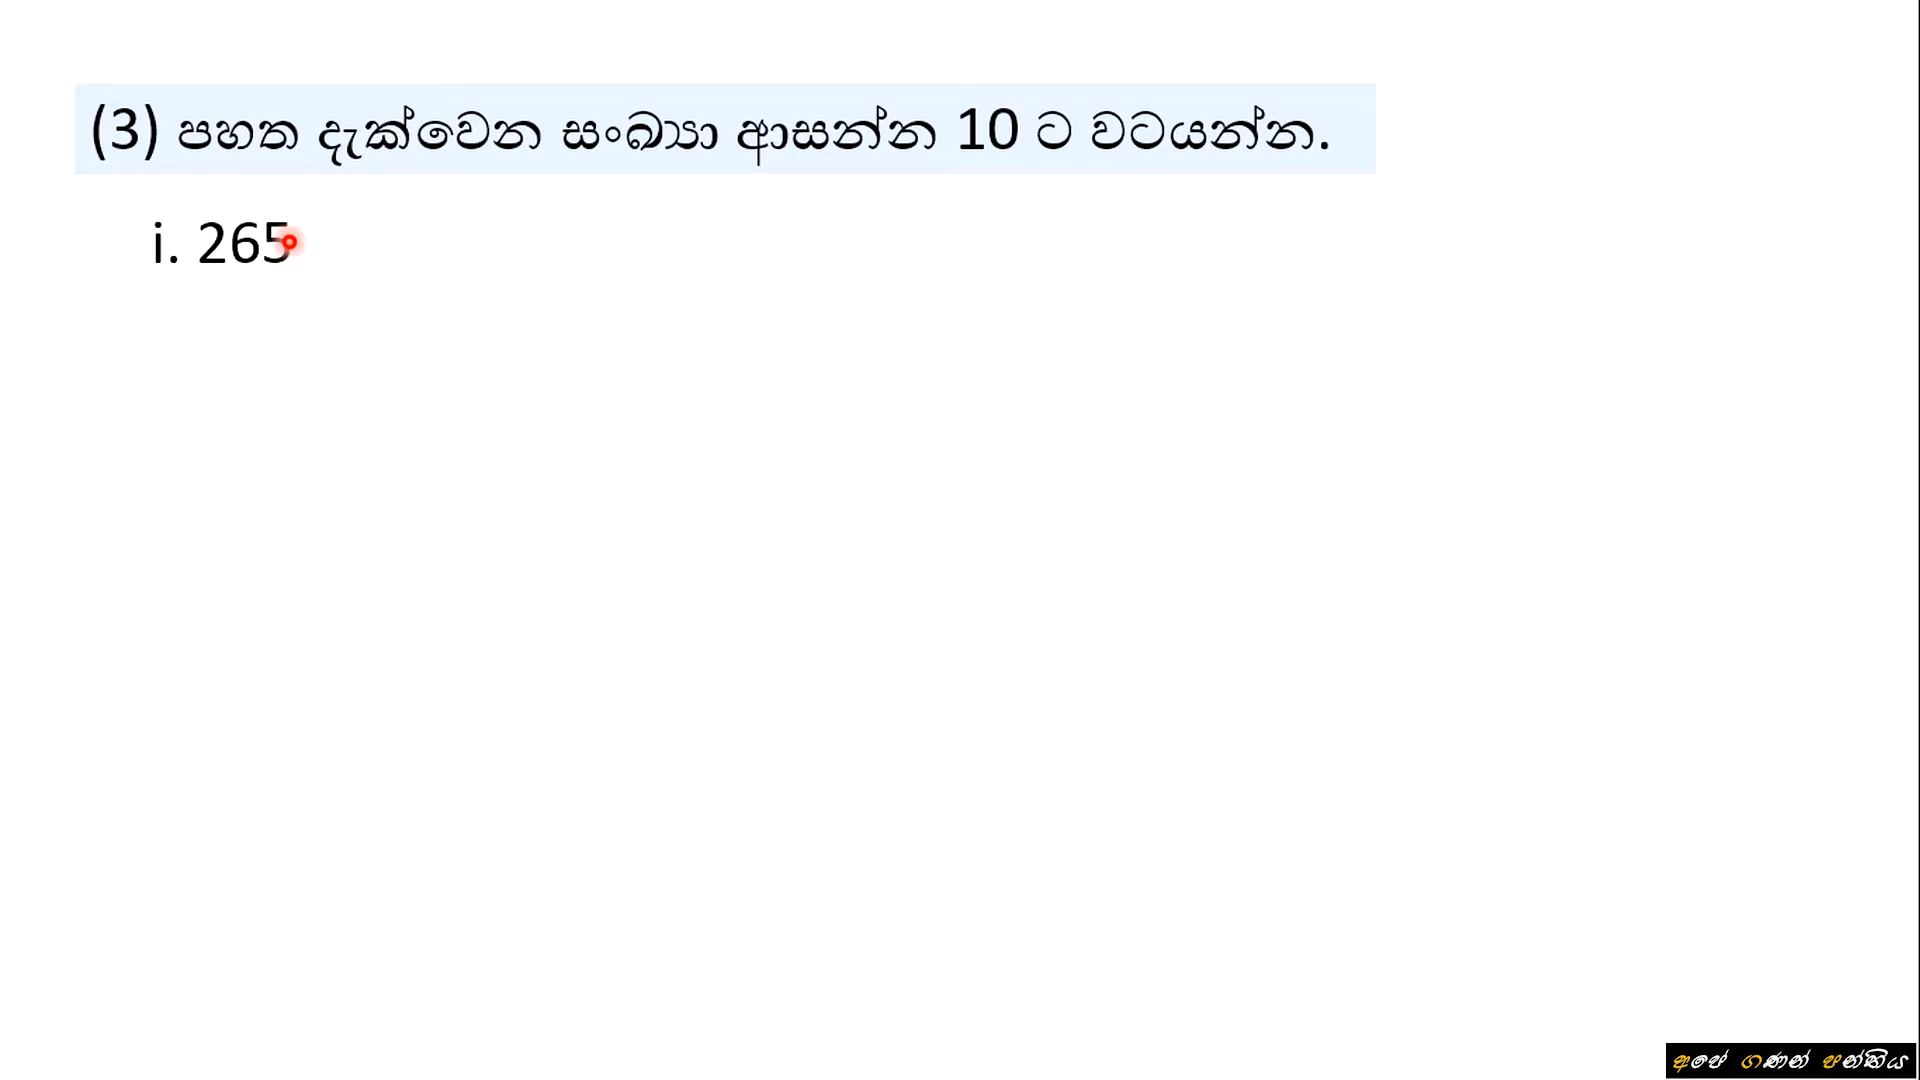 (3) පහත දැක්වෙන සංඛ්‍යා ආසන්න 10 ට වටයන්න.
i. 265
අපේ ගණන් පන්තිය